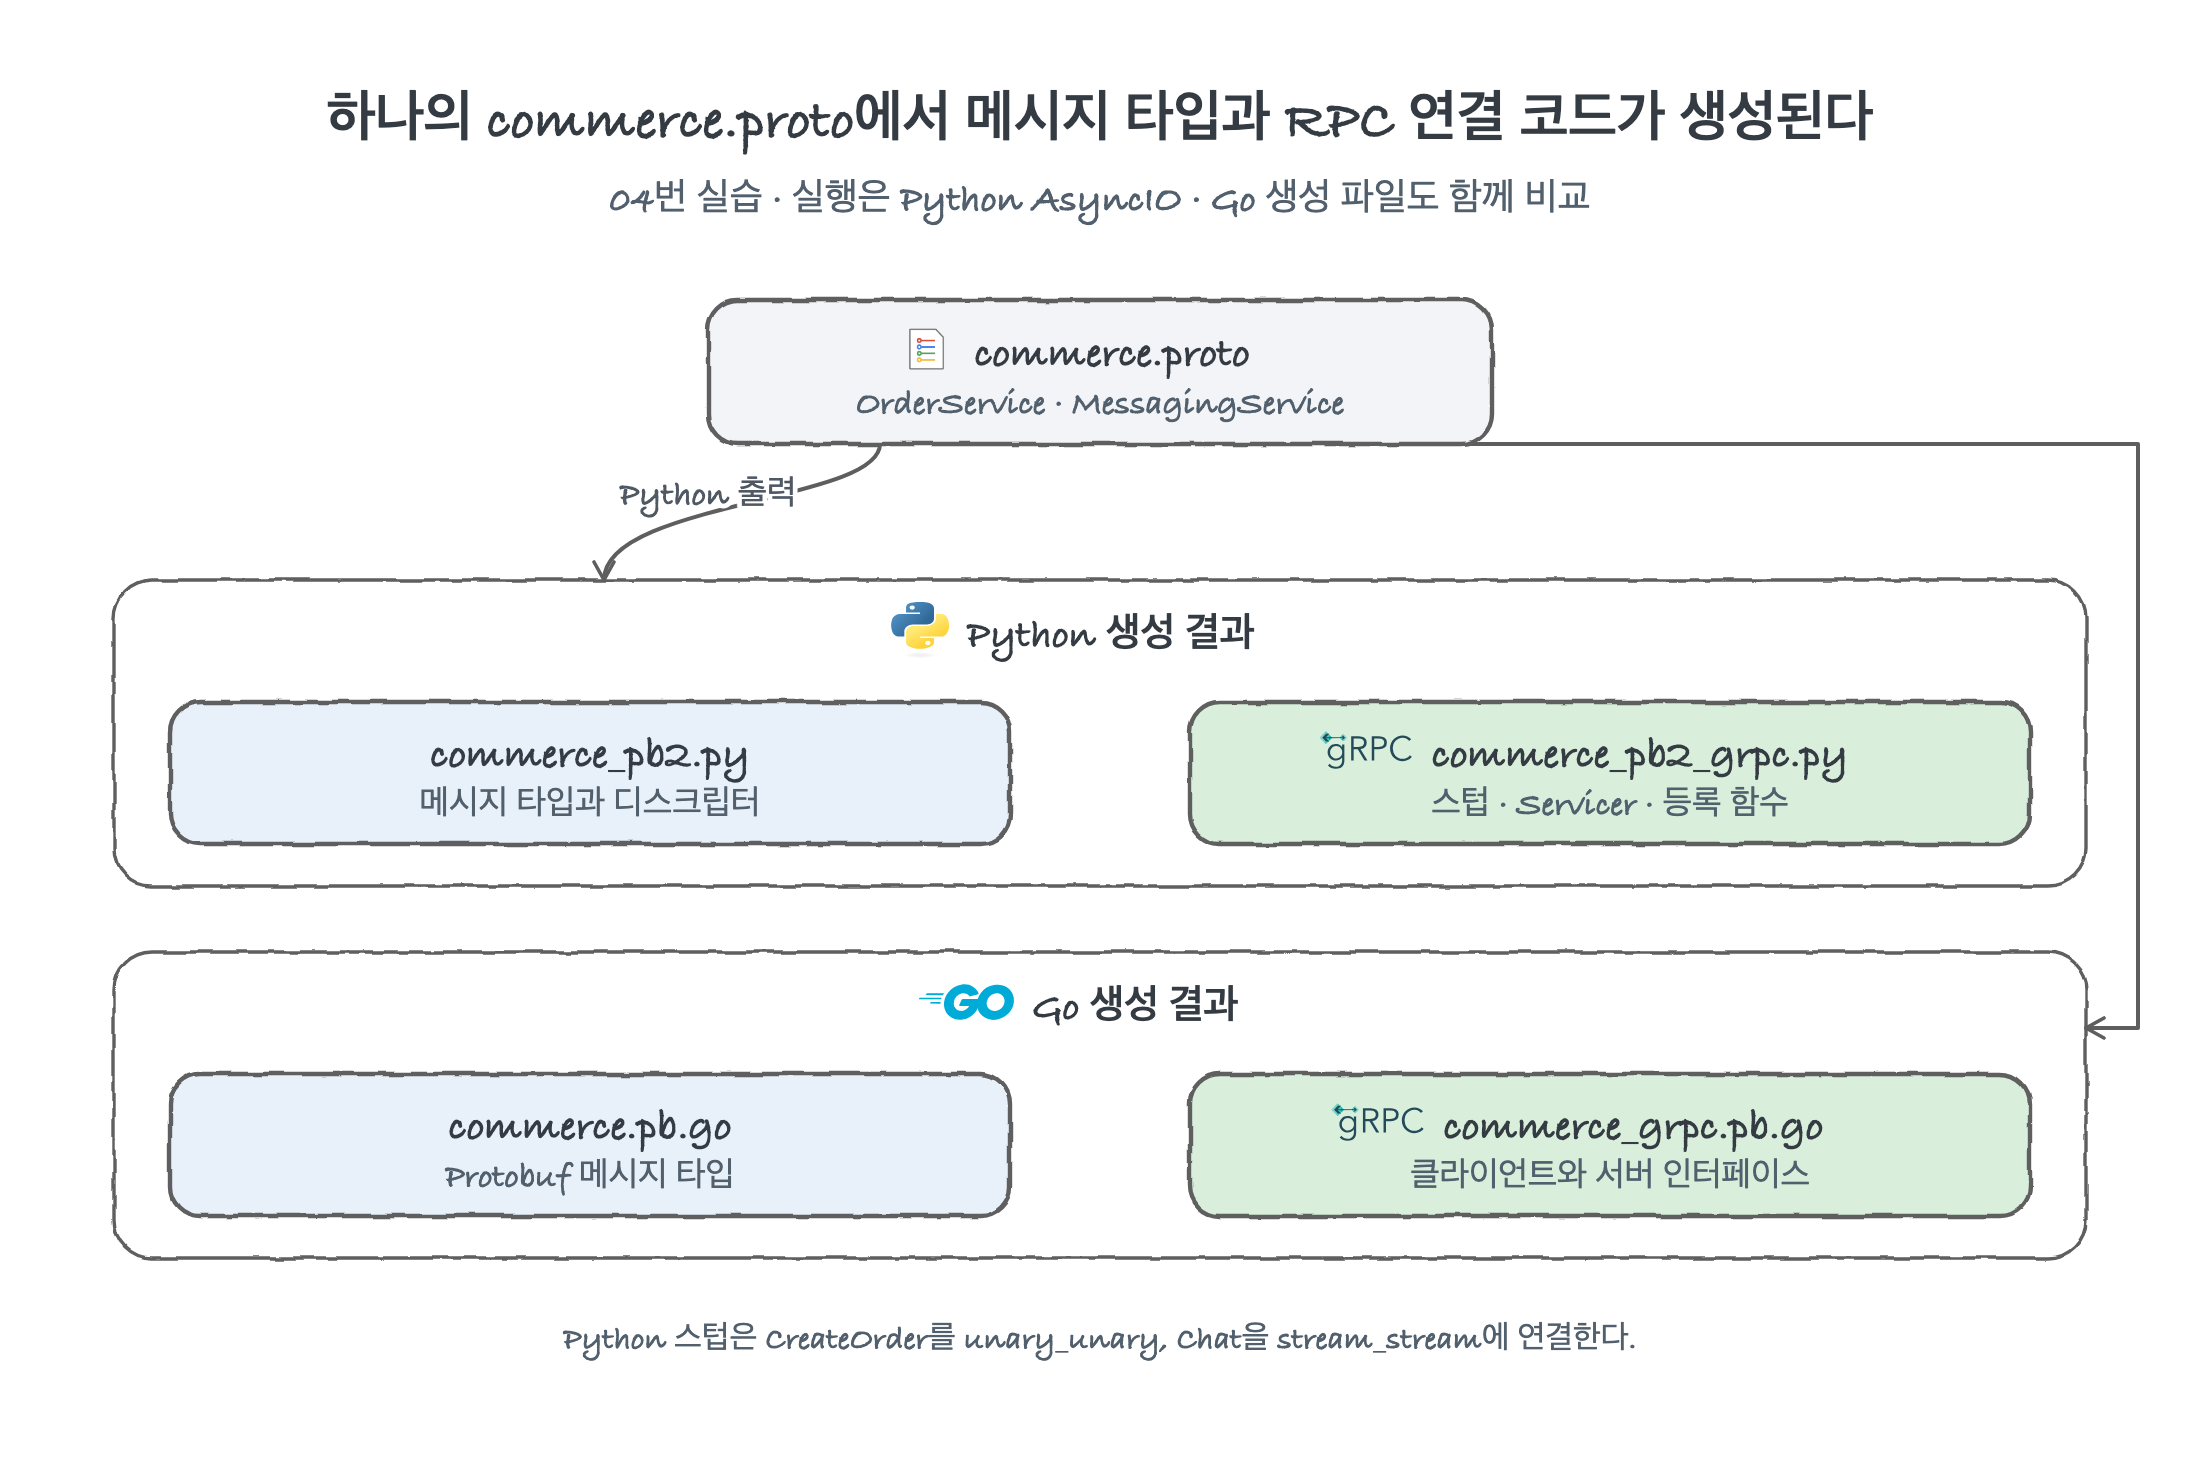 하나의 commerce.proto에서 메시지 타입과 RPC 연결 코드가 생성된다
04번 실습 · 실행은 Python AsyncIO · Go 생성 파일도 함께 비교
commerce.proto
OrderService · MessagingService
Python 출력
Python 생성 결과
commerce_pb2.py
메시지 타입과 디스크립터
gRPC commerce_pb2_grpc.py
스텁 · Servicer · 등록 함수
GO Go 생성 결과
commerce.pb.go
Protobuf 메시지 타입
gRPC commerce_grpc.pb.go
클라이언트와 서버 인터페이스
Python 스텁은 CreateOrder를 unary_unary, Chat을 stream_stream에 연결한다.